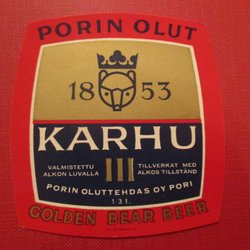 PORIN OLUT
18 53
KARHU
VALMISTETTU
ALKON LUVALLA
III
TILLVERKAT MED
ALKOS TILLSTÅND
PORIN OLUTTEHDAS OY PORI
131.
GOLDEN BEAR BEER